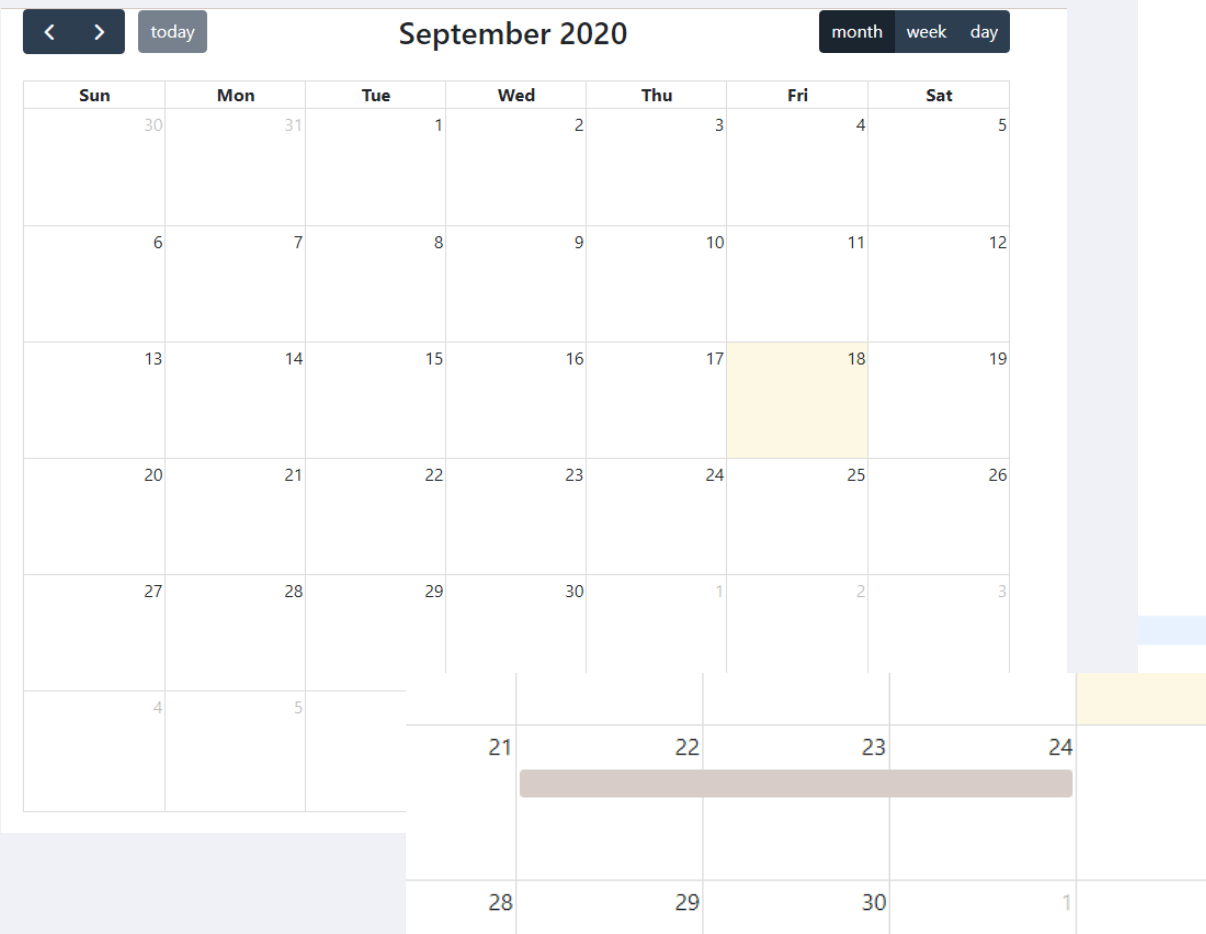 today September 2020 month week day
Sun Mon Tue Wed Thu Fri Sat
30 31 1 2 3 4 5
6 7 8 9 10 11 12
13 14 15 16 17 18 19
20 21 22 23 24 25 26
27 28 29 30 1 2 3
4 5
21 22 23 24
28 29 30 1